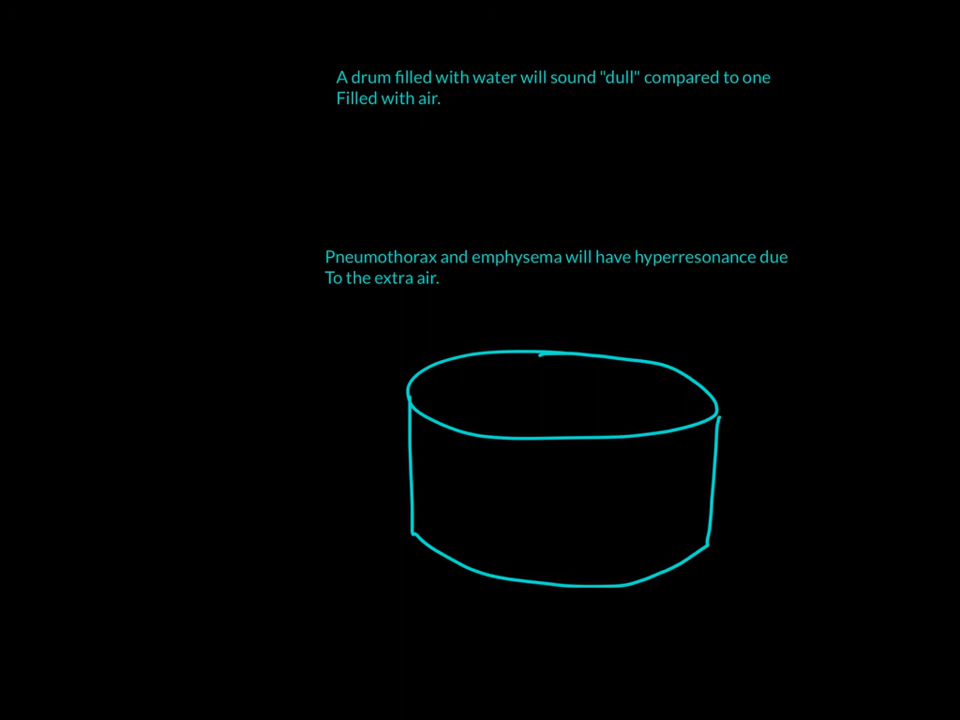 A drum filled with water will sound "dull" compared to one
Filled with air.
Pneumothorax and emphysema will have hyperresonance due
To the extra air.